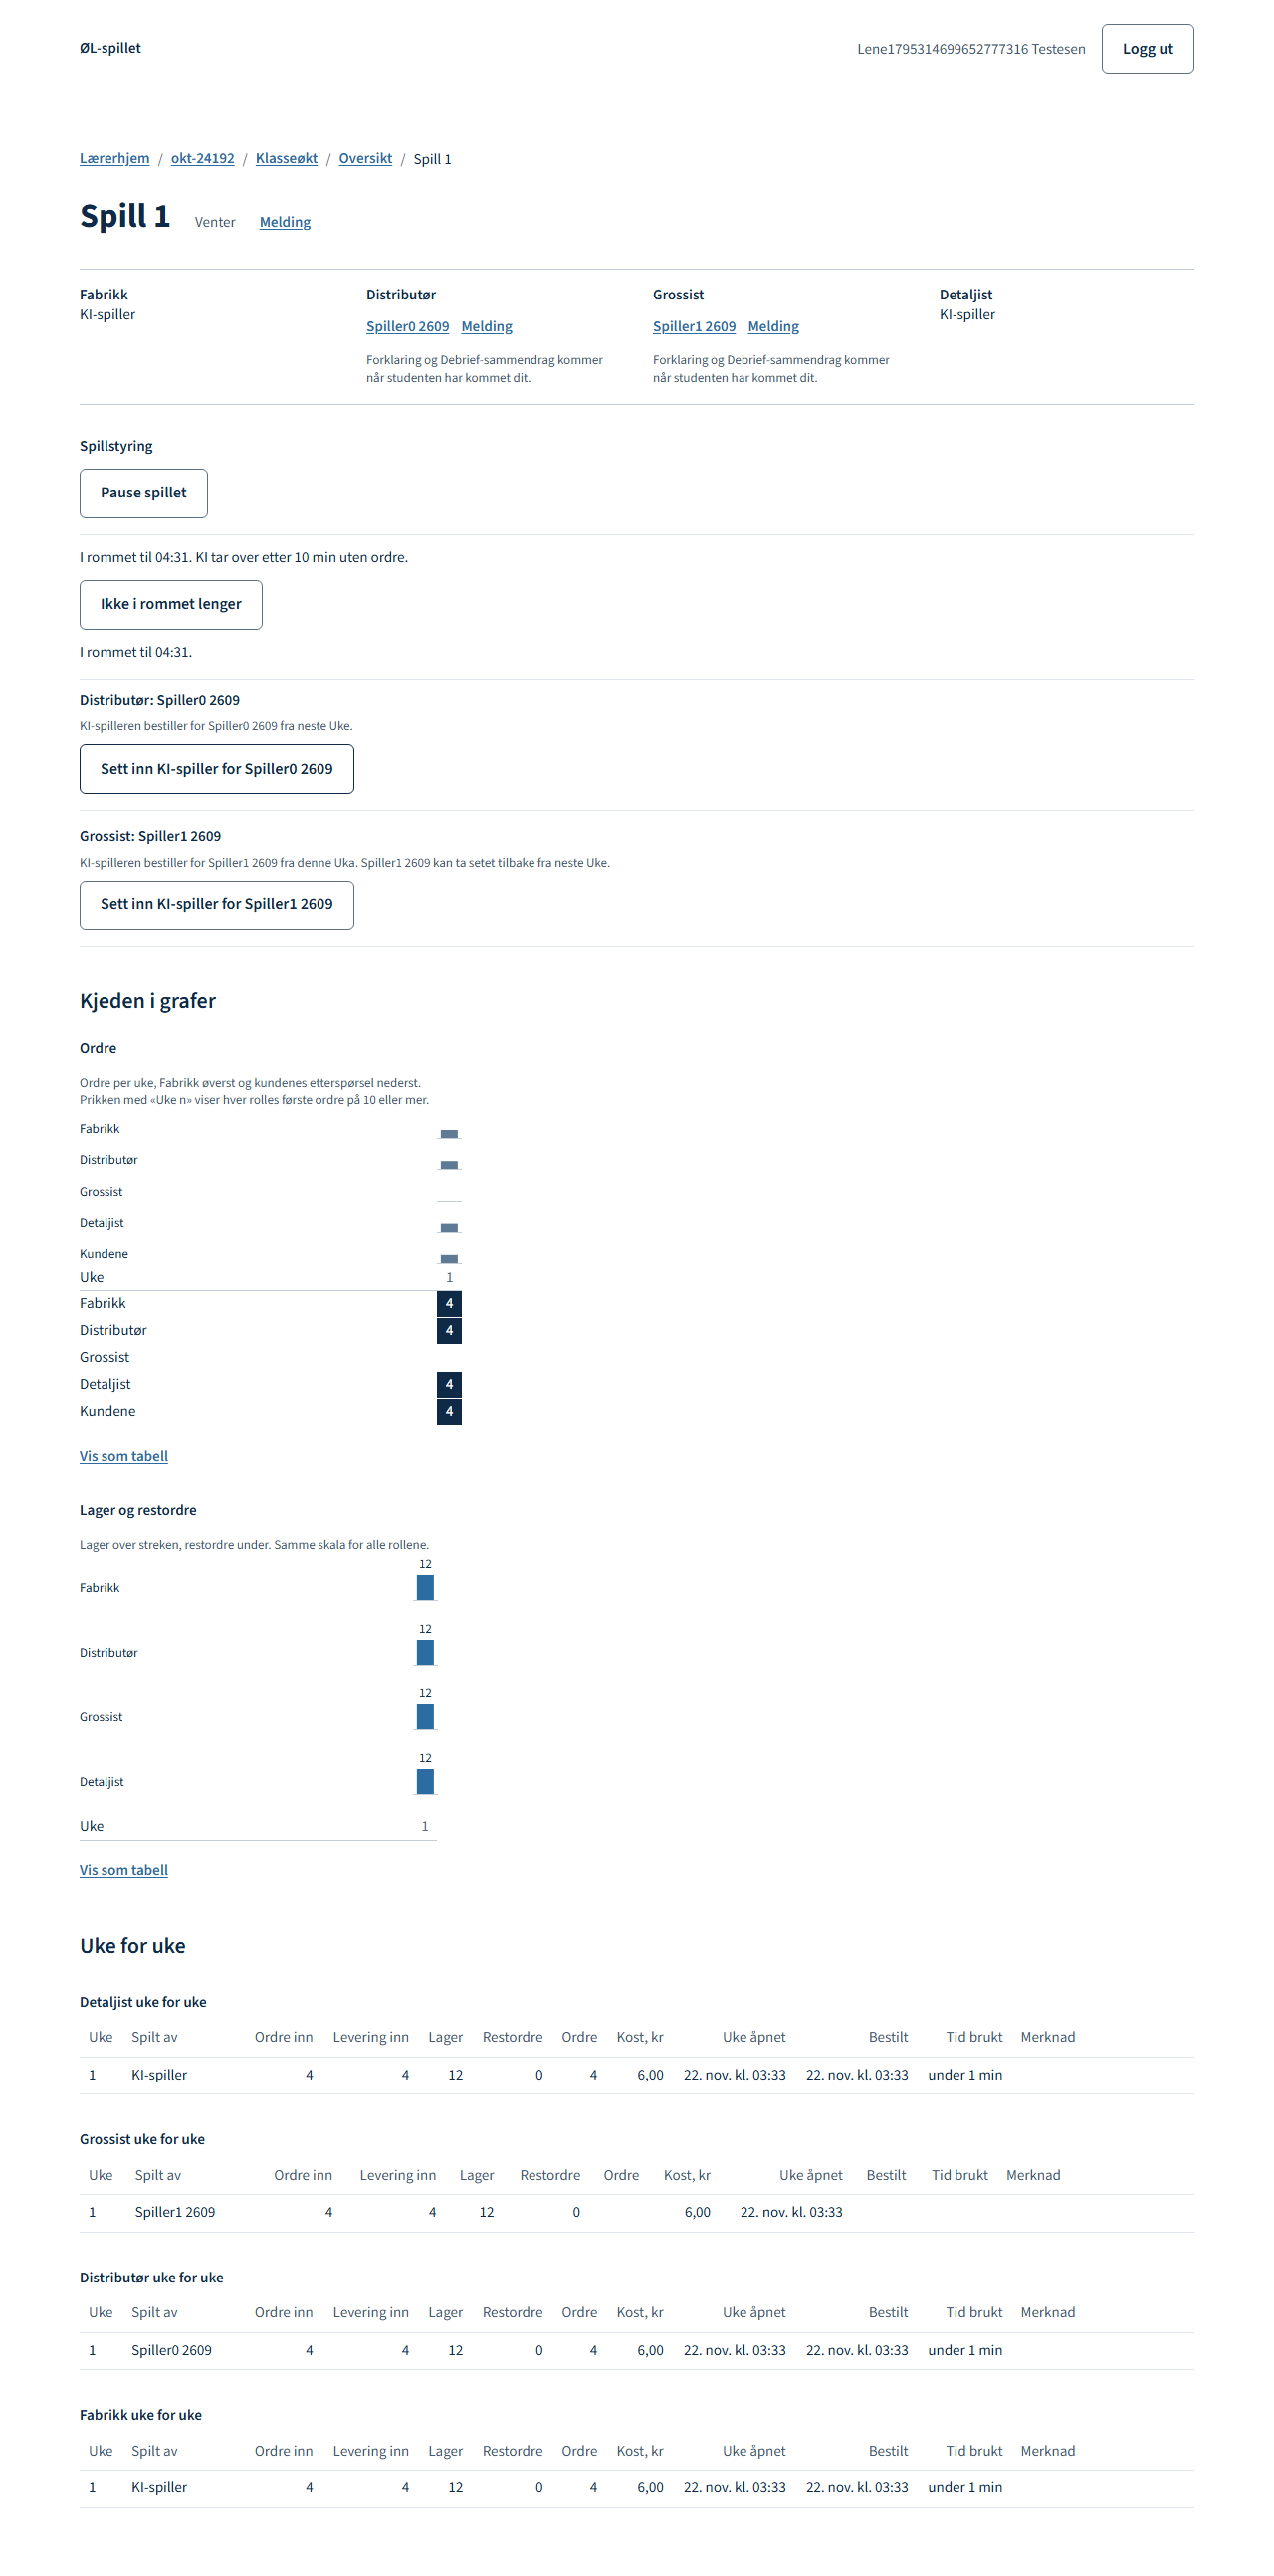 ØL-spillet
Lene1795314699652777316 Testesen
Logg ut
Lærerhjem / okt-24192 / Klasseøkt / Oversikt / Spill 1
Spill 1 Venter Melding
Fabrikk
KI-spiller
Distributør
Spiller0 2609 Melding
Forklaring og Debrief-sammendrag kommer
når studenten har kommet dit.
Grossist
Spiller1 2609 Melding
Forklaring og Debrief-sammendrag kommer
når studenten har kommet dit.
Detaljist
KI-spiller
Spillstyring
Pause spillet
I rommet til 04:31. KI tar over etter 10 min uten ordre.
Ikke i rommet lenger
I rommet til 04:31.
Distributør: Spiller0 2609
KI-spilleren bestiller for Spiller0 2609 fra neste Uke.
Sett inn KI-spiller for Spiller0 2609
Grossist: Spiller1 2609
KI-spilleren bestiller for Spiller1 2609 fra denne Uka. Spiller1 2609 kan ta setet tilbake fra neste Uke.
Sett inn KI-spiller for Spiller1 2609
Kjeden i grafer
Ordre
Ordre per uke, Fabrikk øverst og kundenes etterspørsel nederst.
Prikken med «Uke n» viser hver rolles første ordre på 10 eller mer.
Fabrikk
Distributør
Grossist
Detaljist
Kundene
Uke 1
Fabrikk 4
Distributør 4
Grossist
Detaljist 4
Kundene 4
Vis som tabell
Lager og restordre
Lager over streken, restordre under. Samme skala for alle rollene.
12
Fabrikk
12
Distributør
12
Grossist
12
Detaljist
Uke 1
Vis som tabell
Uke for uke
Detaljist uke for uke
Uke Spilt av Ordre inn Levering inn Lager Restordre Ordre Kost, kr Uke åpnet Bestilt Tid brukt Merknad
1 KI-spiller 4 4 12 0 4 6,00 22. nov. kl. 03:33 22. nov. kl. 03:33 under 1 min
Grossist uke for uke
Uke Spilt av Ordre inn Levering inn Lager Restordre Ordre Kost, kr Uke åpnet Bestilt Tid brukt Merknad
1 Spiller1 2609 4 4 12 0 6,00 22. nov. kl. 03:33
Distributør uke for uke
Uke Spilt av Ordre inn Levering inn Lager Restordre Ordre Kost, kr Uke åpnet Bestilt Tid brukt Merknad
1 Spiller0 2609 4 4 12 0 4 6,00 22. nov. kl. 03:33 22. nov. kl. 03:33 under 1 min
Fabrikk uke for uke
Uke Spilt av Ordre inn Levering inn Lager Restordre Ordre Kost, kr Uke åpnet Bestilt Tid brukt Merknad
1 KI-spiller 4 4 12 0 4 6,00 22. nov. kl. 03:33 22. nov. kl. 03:33 under 1 min